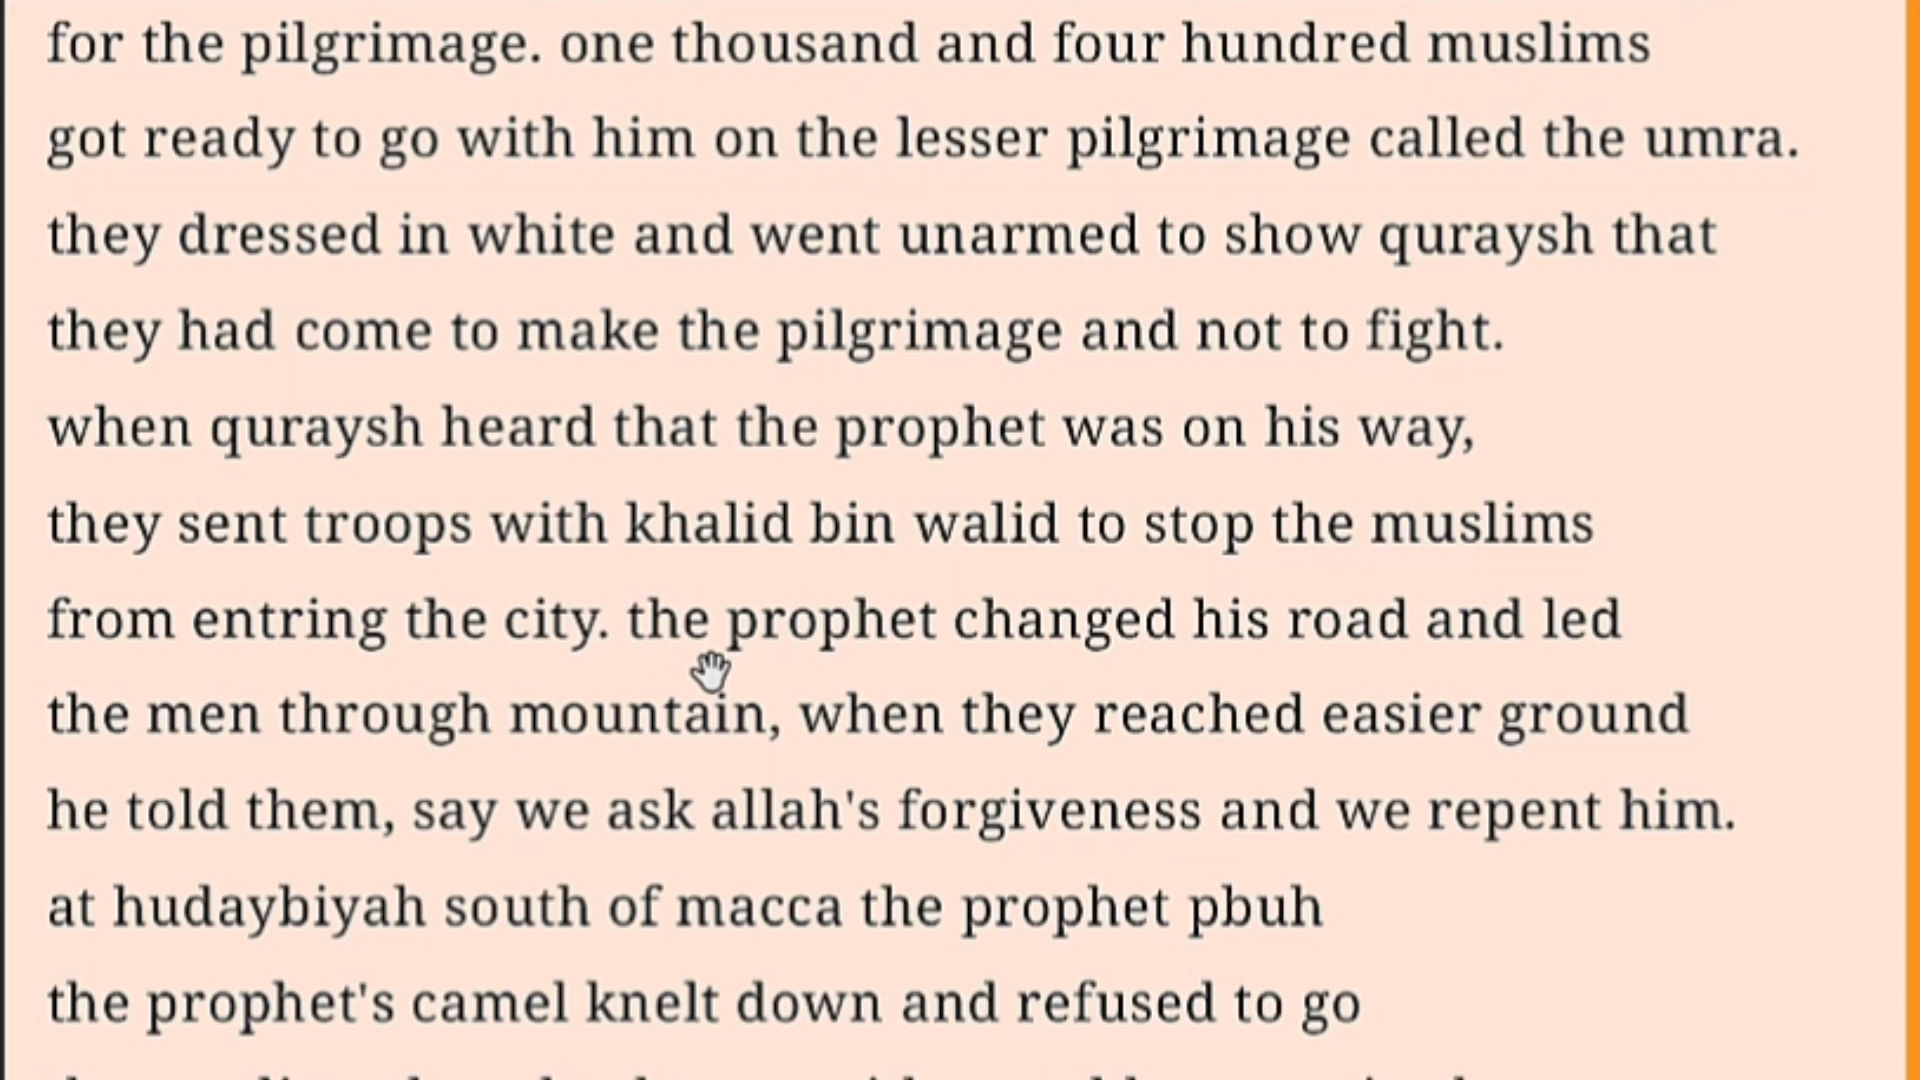 for the pilgrimage. one thousand and four hundred muslims
got ready to go with him on the lesser pilgrimage called the umra.
they dressed in white and went unarmed to show quraysh that
they had come to make the pilgrimage and not to fight.
when quraysh heard that the prophet was on his way,
they sent troops with khalid bin walid to stop the muslims
from entring the city. the prophet changed his road and led
the men through mountain, when they reached easier ground
he told them, say we ask allah's forgiveness and we repent him.
at hudaybiyah south of macca the prophet pbuh
the prophet's camel knelt down and refused to go